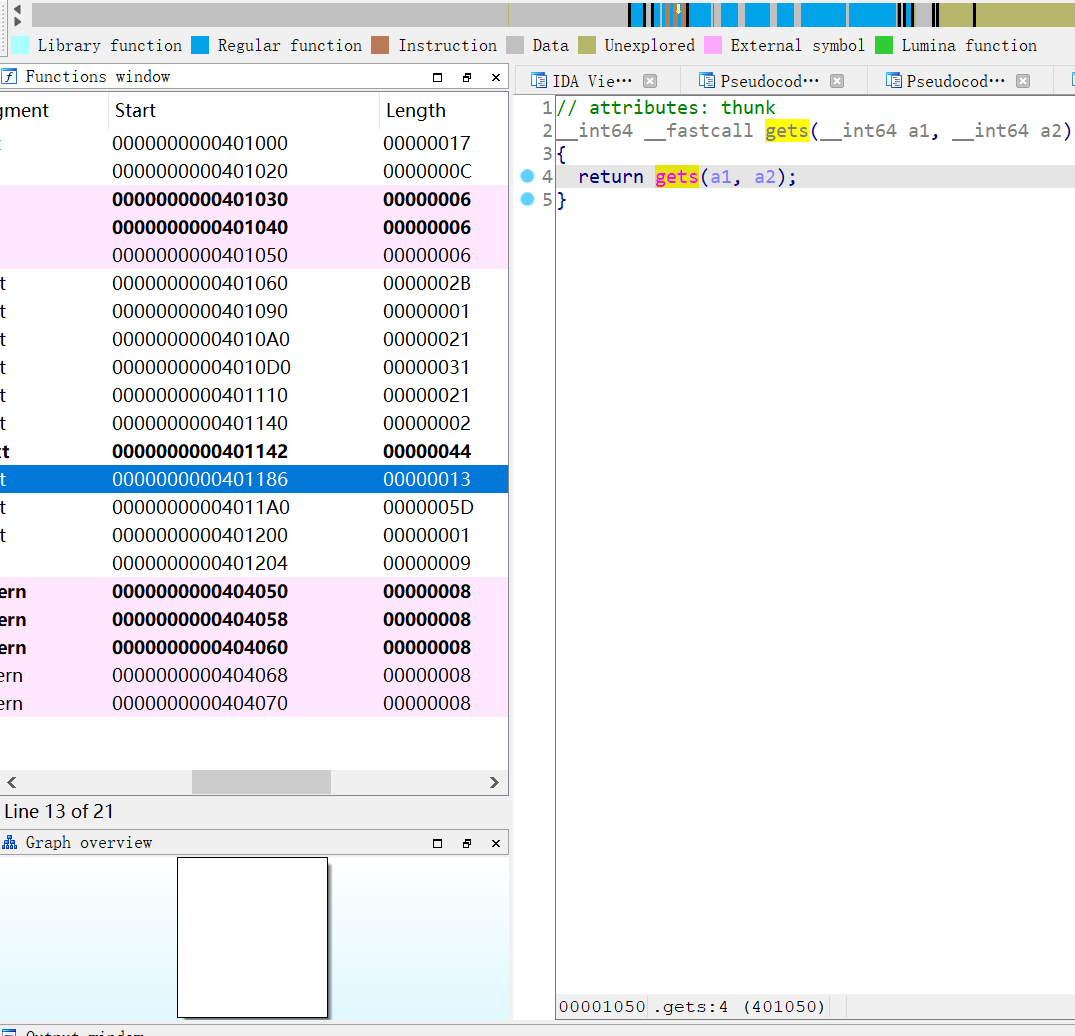 Library function Regular function Instruction Data Unexplored External symbol Lumina function
Functions window
gment Start Length
0000000000401000 00000017
0000000000401020 0000000C
0000000000401030 00000006
0000000000401040 00000006
0000000000401050 00000006
t 0000000000401060 0000002B
t 0000000000401090 00000001
t 00000000004010A0 00000021
t 00000000004010D0 00000031
t 0000000000401110 00000021
t 0000000000401140 00000002
t 0000000000401142 00000044
t 0000000000401186 00000013
t 00000000004011A0 0000005D
t 0000000000401200 00000001
0000000000401204 00000009
ern 0000000000404050 00000008
ern 0000000000404058 00000008
ern 0000000000404060 00000008
ern 0000000000404068 00000008
ern 0000000000404070 00000008
Line 13 of 21
Graph overview
IDA Vie··· Pseudocod··· Pseudocod···
1 // attributes: thunk
2 __int64 __fastcall gets(__int64 a1, __int64 a2)
3 {
4 return gets(a1, a2);
5 }
00001050 .gets:4 (401050)